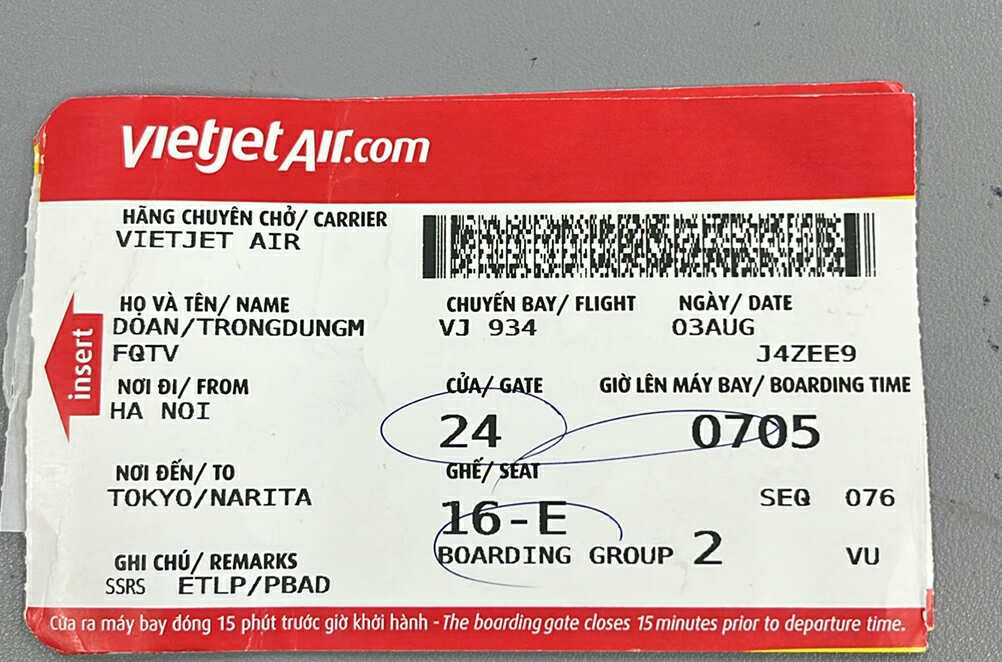 vietjetAir.com
HÃNG CHUYÊN CHỞ/ CARRIER
VIETJET AIR
HỌ VÀ TÊN/ NAME
DOAN/TRONGDUNGM
FQTV
CHUYẾN BAY/ FLIGHT
VJ 934
NGÀY/ DATE
03AUG
J4ZEE9
insert
NƠI ĐI/ FROM
HA NOI
CỬA/ GATE
24
GIỜ LÊN MÁY BAY/ BOARDING TIME
0705
NƠI ĐẾN/ TO
TOKYO/NARITA
GHẾ/ SEAT
16-E
SEQ 076
BOARDING GROUP 2
VU
GHI CHÚ/ REMARKS
SSRS ETLP/PBAD
Cửa ra máy bay đóng 15 phút trước giờ khởi hành - The boarding gate closes 15 minutes prior to departure time.